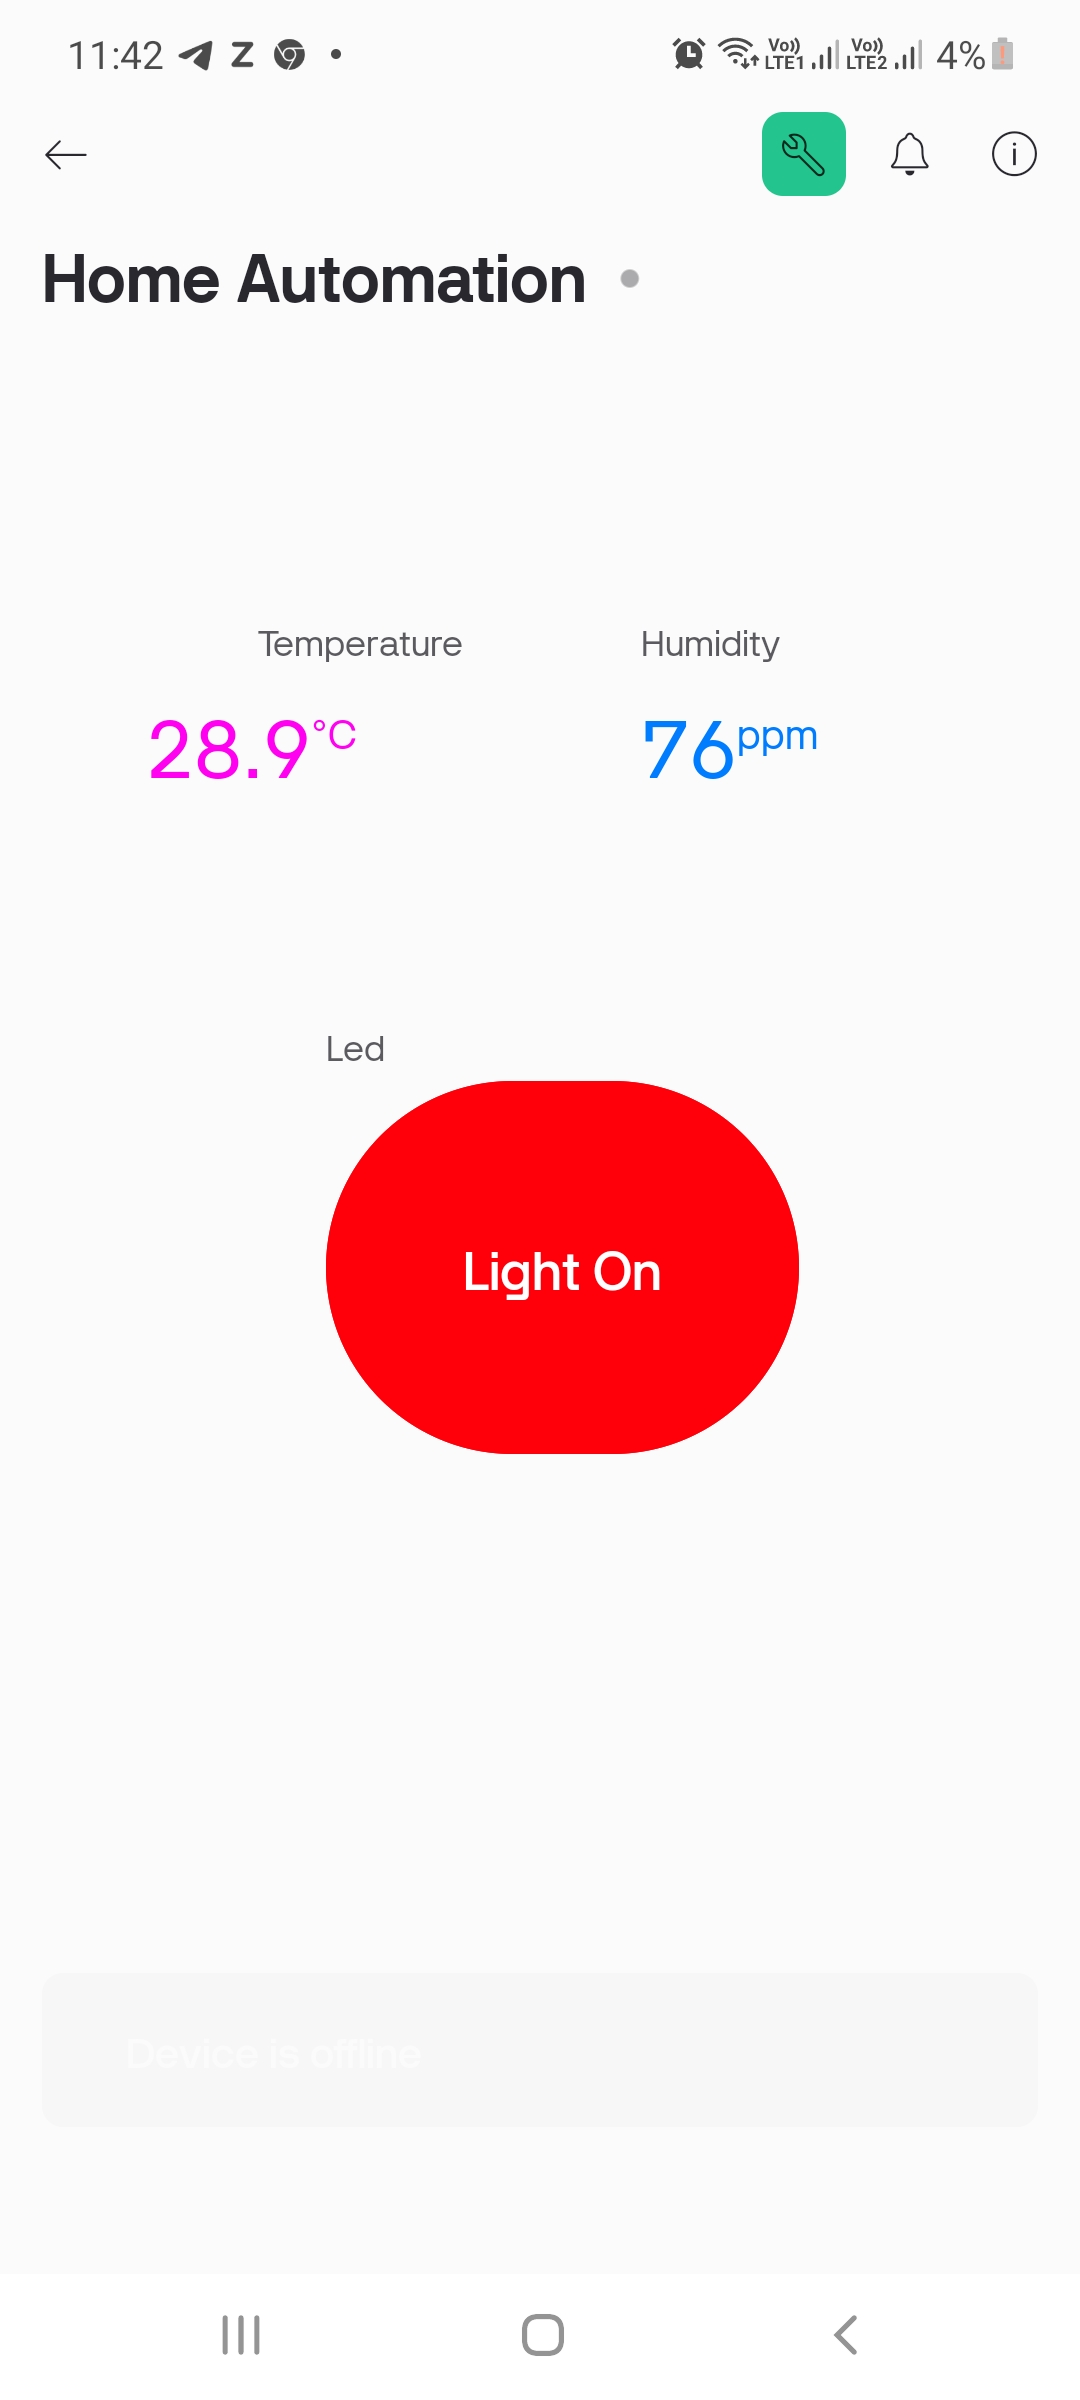 11:42 Z Vo)) LTE1 Vo)) LTE2 4%
Home Automation
Temperature Humidity
28.9°C 76ppm
Led
Light On
Device is offline